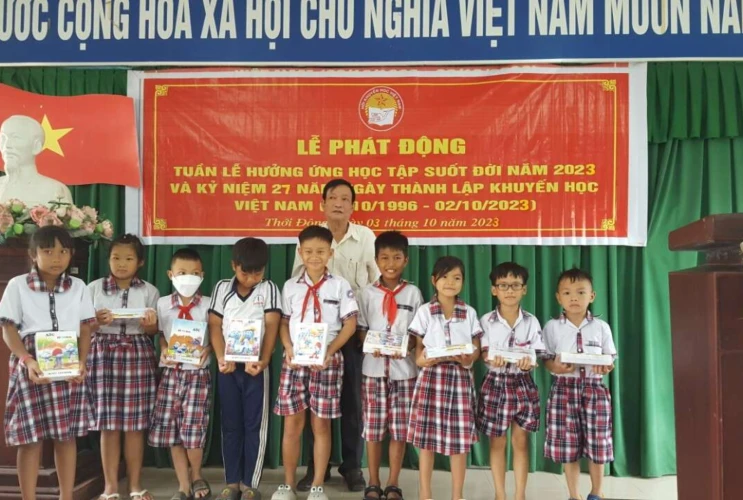 ƯỚC CỘNG HÒA XÃ HỘI CHỦ NGHĨA VIỆT NAM MUÔN NĂ
LỄ PHÁT ĐỘNG
TUẦN LỄ HƯỞNG ỨNG HỌC TẬP SUỐT ĐỜI NĂM 2023
VÀ KỶ NIỆM 27 NĂM NGÀY THÀNH LẬP KHUYẾN HỌC
VIỆT NAM ( 10/1996 - 02/10/2023)
Thới Đông, 03 tháng 10 năm 2023